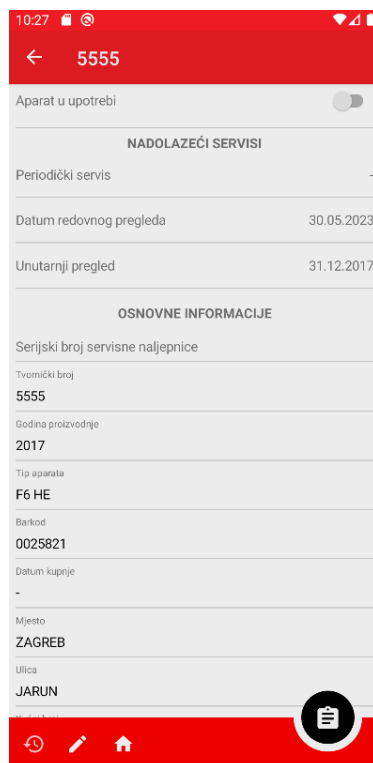 10:27
5555
Aparat u upotrebi
NADOLAZEĆI SERVISI
Periodički servis -
Datum redovnog pregleda 30.05.2023
Unutarnji pregled 31.12.2017
OSNOVNE INFORMACIJE
Serijski broj servisne naljepnice
Tvornički broj
5555
Godina proizvodnje
2017
Tip aparata
F6 HE
Barkod
0025821
Datum kupnje
-
Mjesto
ZAGREB
Ulica
JARUN